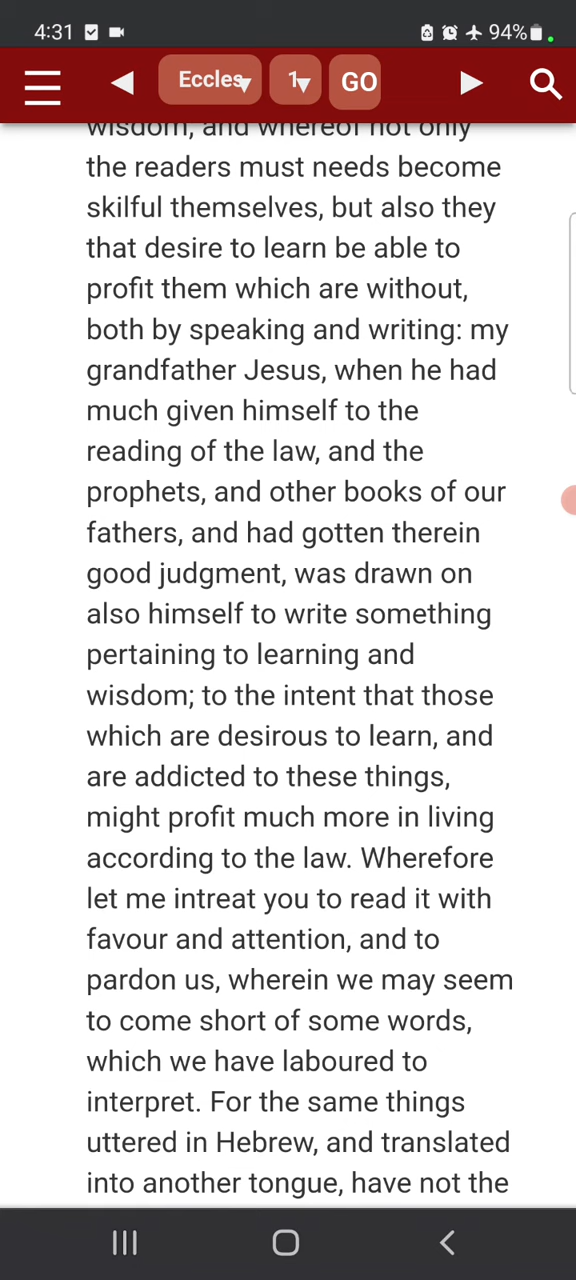 4:31
94%
Eccles
1
GO
wisdom, and whereof not only
the readers must needs become
skilful themselves, but also they
that desire to learn be able to
profit them which are without,
both by speaking and writing: my
grandfather Jesus, when he had
much given himself to the
reading of the law, and the
prophets, and other books of our
fathers, and had gotten therein
good judgment, was drawn on
also himself to write something
pertaining to learning and
wisdom; to the intent that those
which are desirous to learn, and
are addicted to these things,
might profit much more in living
according to the law. Wherefore
let me intreat you to read it with
favour and attention, and to
pardon us, wherein we may seem
to come short of some words,
which we have laboured to
interpret. For the same things
uttered in Hebrew, and translated
into another tongue, have not the